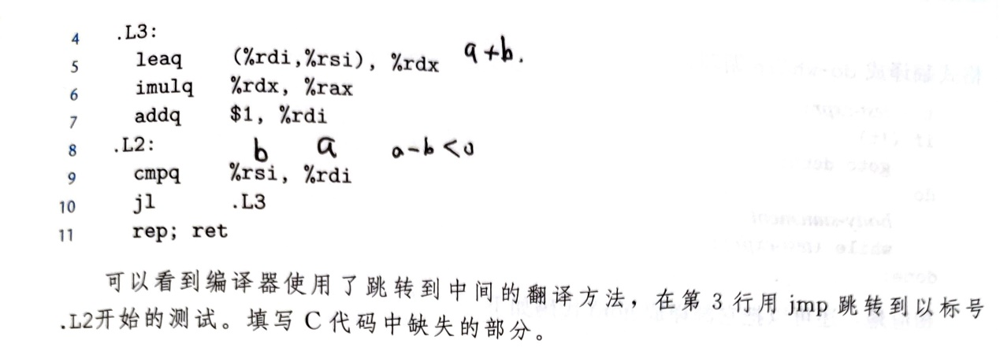 4 .L3:
5 leaq (%rdi,%rsi), %rdx a+b.
6 imulq %rdx, %rax
7 addq $1, %rdi
8 .L2: b a a-b<0
9 cmpq %rsi, %rdi
10 jl .L3
11 rep; ret
可以看到编译器使用了跳转到中间的翻译方法，在第 3 行用 jmp 跳转到以标号
.L2开始的测试。填写 C 代码中缺失的部分。